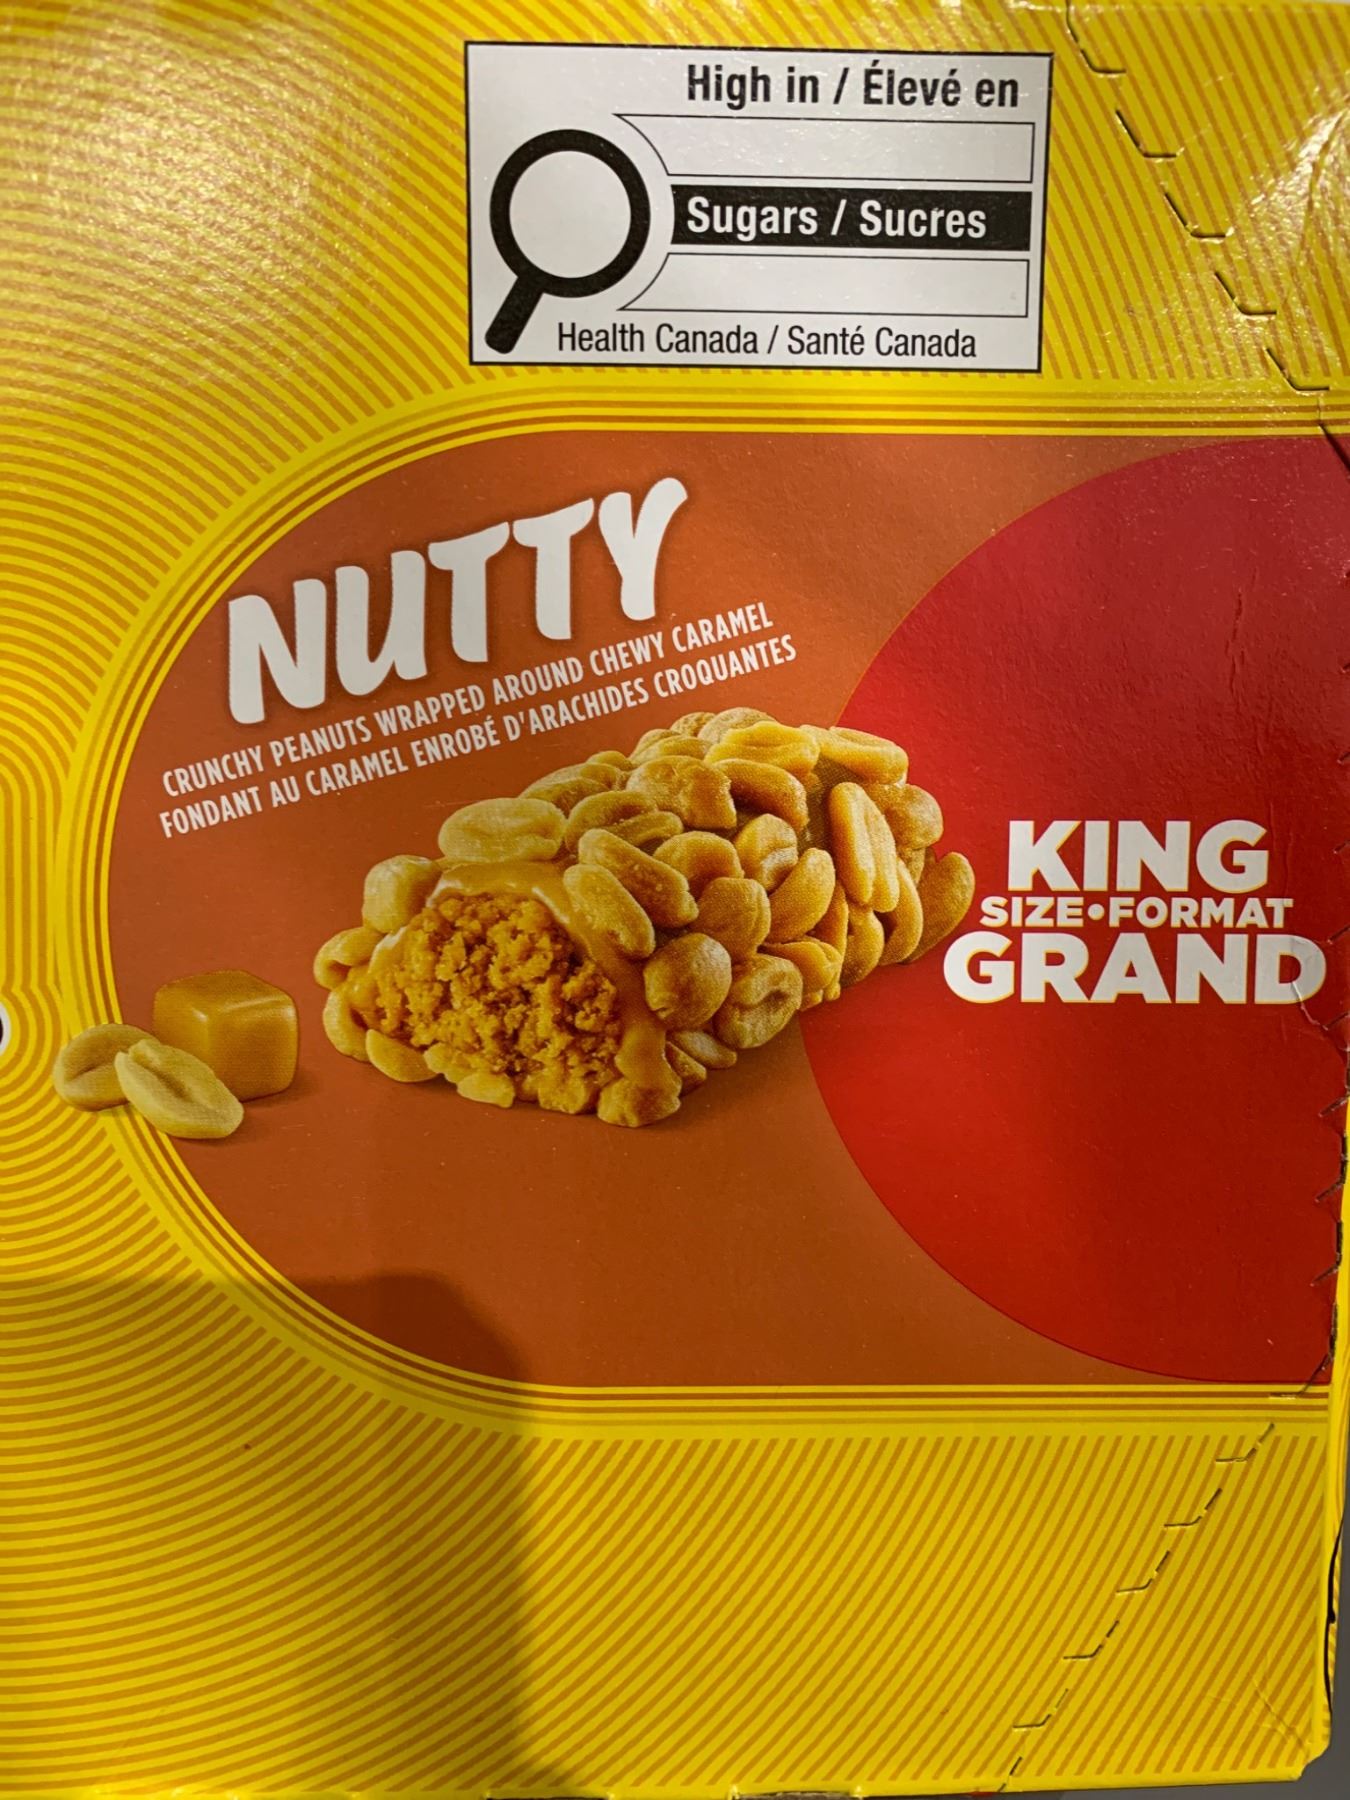 High in / Élevé en
Sugars / Sucres
Health Canada / Santé Canada
NUTTY
CRUNCHY PEANUTS WRAPPED AROUND CHEWY CARAMEL
FONDANT AU CARAMEL ENROBÉ D'ARACHIDES CROQUANTES
KING
SIZE•FORMAT
GRAND